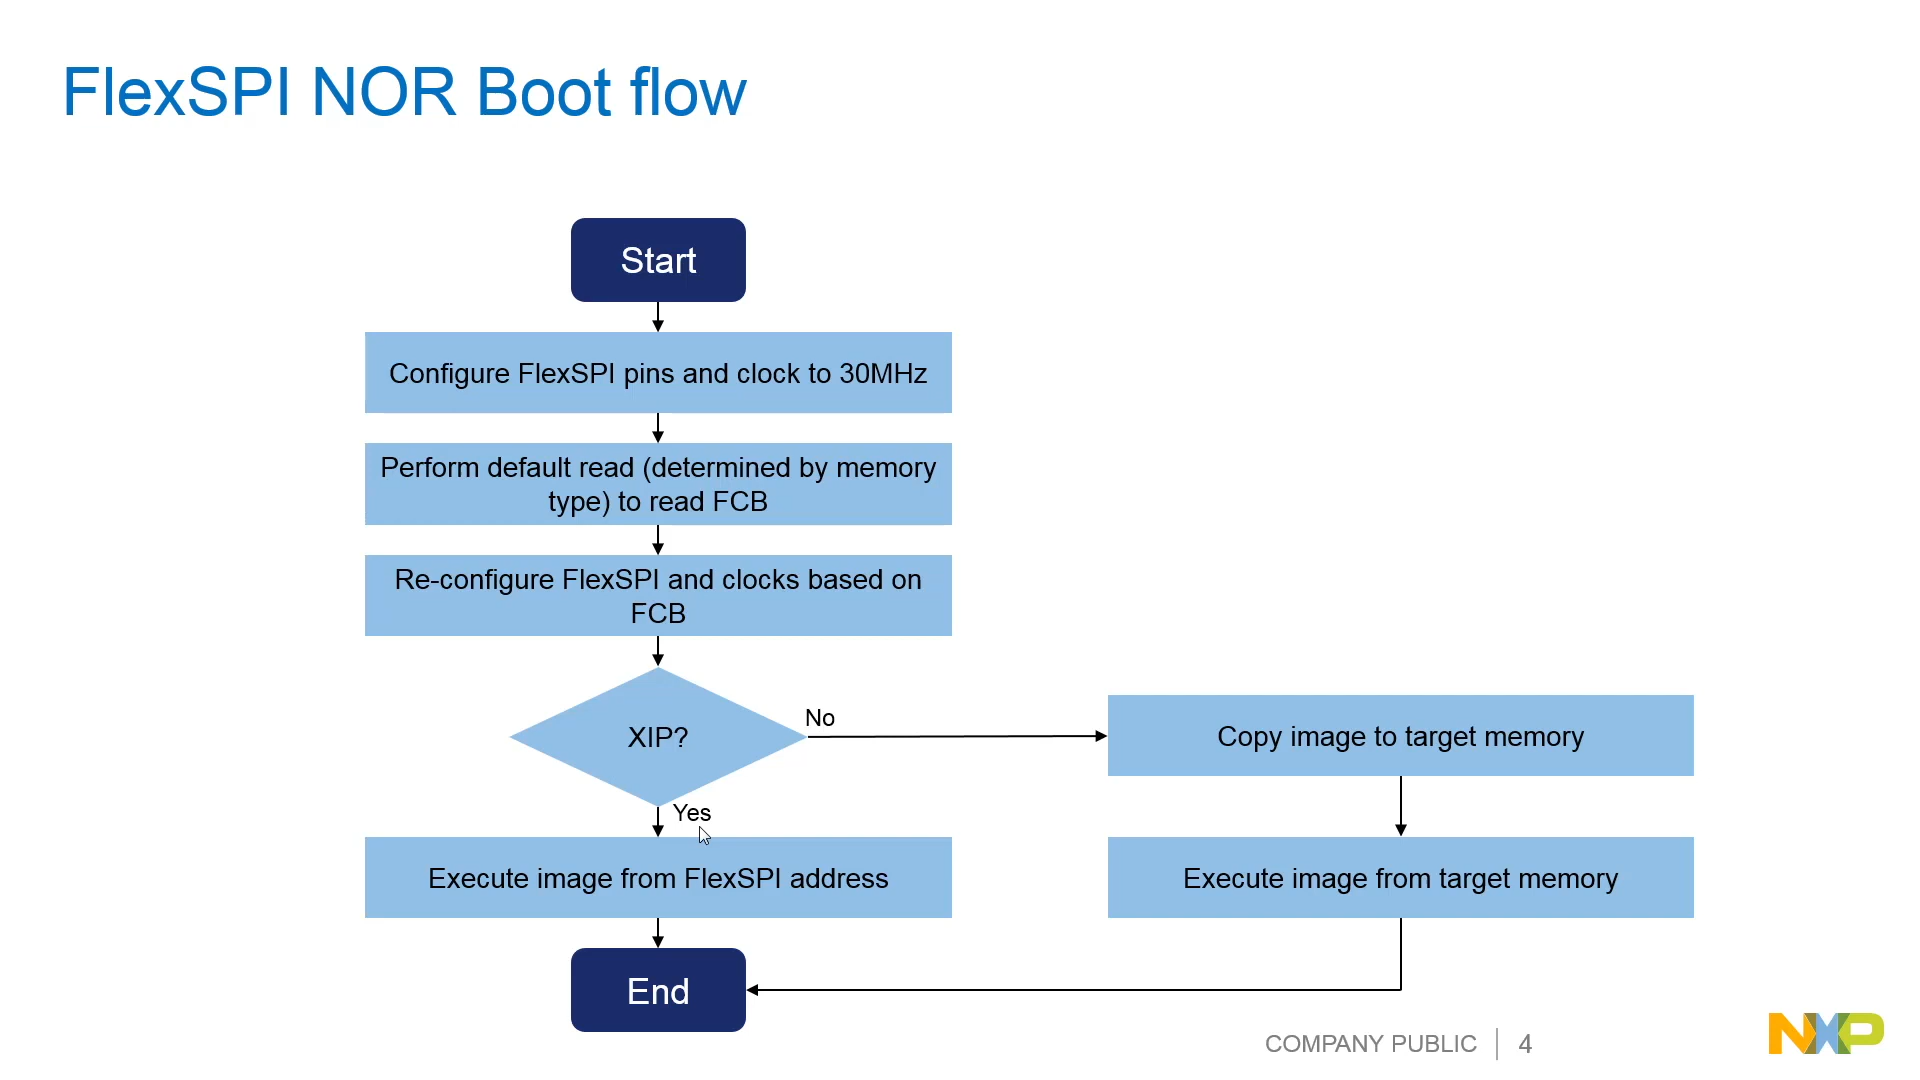 FlexSPI NOR Boot flow
Start
Configure FlexSPI pins and clock to 30MHz
Perform default read (determined by memory
type) to read FCB
Re-configure FlexSPI and clocks based on
FCB
XIP?
No
Copy image to target memory
Yes
Execute image from FlexSPI address
Execute image from target memory
End
COMPANY PUBLIC
4
NXP